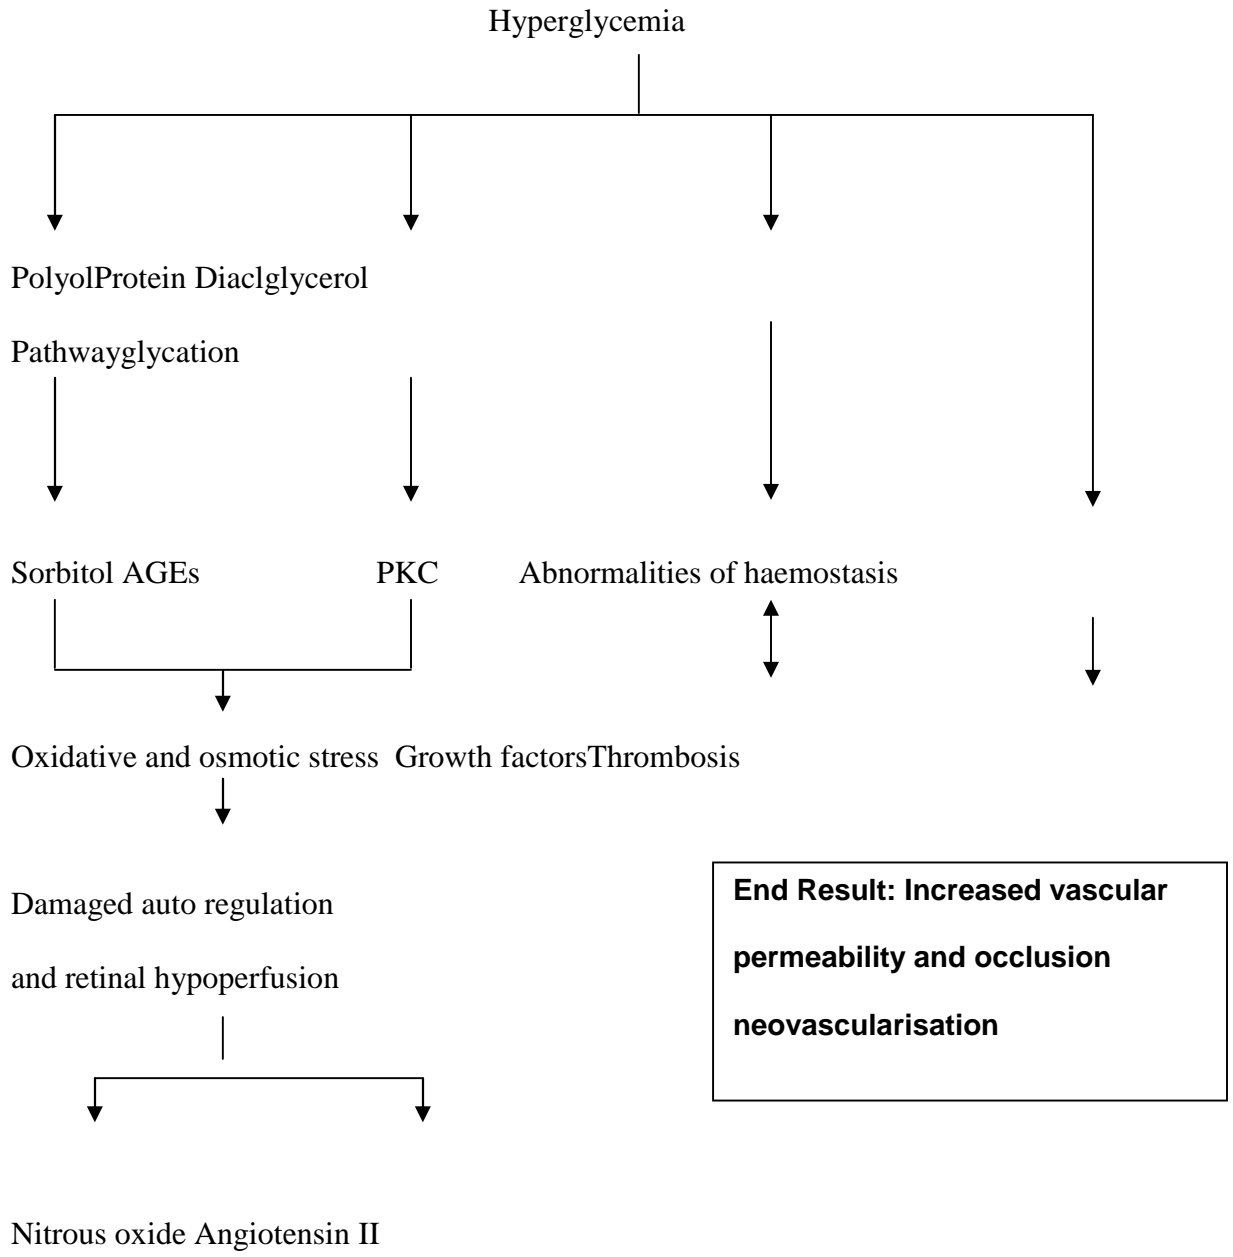 Hyperglycemia
PolyolProtein Diaclglycerol
Pathwayglycation
Sorbitol AGEs PKC Abnormalities of haemostasis
Oxidative and osmotic stress Growth factorsThrombosis
Damaged auto regulation
and retinal hypoperfusion
End Result: Increased vascular
permeability and occlusion
neovascularisation
Nitrous oxide Angiotensin II